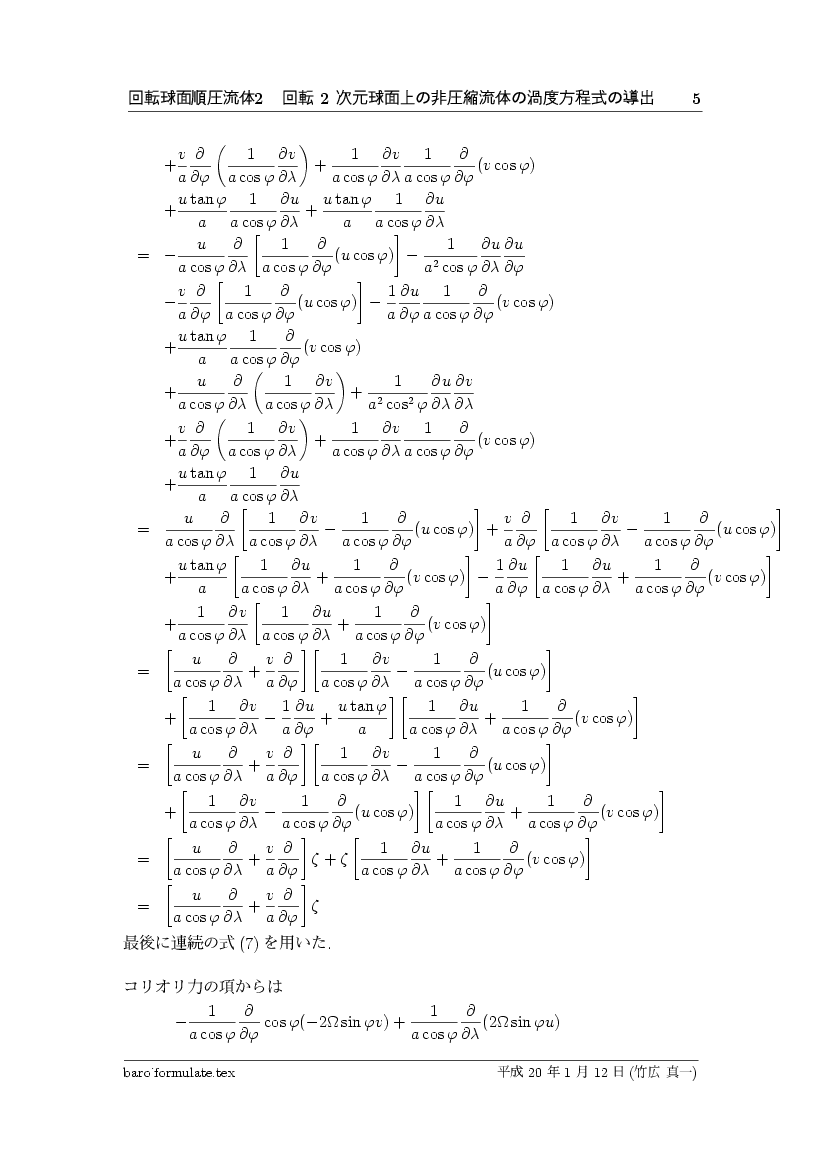 回転球面順圧流体2 回転 2 次元球面上の非圧縮流体の渦度方程式の導出 5
$+\frac{v}{a}\frac{\partial}{\partial\varphi}\left(\frac{1}{a\cos\varphi}\frac{\partial v}{\partial\lambda}\right)+\frac{1}{a\cos\varphi}\frac{\partial v}{\partial\lambda}\frac{1}{a\cos\varphi}\frac{\partial}{\partial\varphi}(v\cos\varphi)$
$+\frac{u\tan\varphi}{a}\frac{1}{a\cos\varphi}\frac{\partial u}{\partial\lambda}+\frac{u\tan\varphi}{a}\frac{1}{a\cos\varphi}\frac{\partial u}{\partial\lambda}$
$= -\frac{u}{a\cos\varphi}\frac{\partial}{\partial\lambda}\left[\frac{1}{a\cos\varphi}\frac{\partial}{\partial\varphi}(u\cos\varphi)\right]-\frac{1}{a^2\cos\varphi}\frac{\partial u}{\partial\lambda}\frac{\partial u}{\partial\varphi}$
$-\frac{v}{a}\frac{\partial}{\partial\varphi}\left[\frac{1}{a\cos\varphi}\frac{\partial}{\partial\varphi}(u\cos\varphi)\right]-\frac{1}{a}\frac{\partial u}{\partial\varphi}\frac{1}{a\cos\varphi}\frac{\partial}{\partial\varphi}(v\cos\varphi)$
$+\frac{u\tan\varphi}{a}\frac{1}{a\cos\varphi}\frac{\partial}{\partial\varphi}(v\cos\varphi)$
$+\frac{u}{a\cos\varphi}\frac{\partial}{\partial\lambda}\left(\frac{1}{a\cos\varphi}\frac{\partial v}{\partial\lambda}\right)+\frac{1}{a^2\cos^2\varphi}\frac{\partial u}{\partial\lambda}\frac{\partial v}{\partial\lambda}$
$+\frac{v}{a}\frac{\partial}{\partial\varphi}\left(\frac{1}{a\cos\varphi}\frac{\partial v}{\partial\lambda}\right)+\frac{1}{a\cos\varphi}\frac{\partial v}{\partial\lambda}\frac{1}{a\cos\varphi}\frac{\partial}{\partial\varphi}(v\cos\varphi)$
$+\frac{u\tan\varphi}{a}\frac{1}{a\cos\varphi}\frac{\partial u}{\partial\lambda}$
$= \frac{u}{a\cos\varphi}\frac{\partial}{\partial\lambda}\left[\frac{1}{a\cos\varphi}\frac{\partial v}{\partial\lambda}-\frac{1}{a\cos\varphi}\frac{\partial}{\partial\varphi}(u\cos\varphi)\right]+\frac{v}{a}\frac{\partial}{\partial\varphi}\left[\frac{1}{a\cos\varphi}\frac{\partial v}{\partial\lambda}-\frac{1}{a\cos\varphi}\frac{\partial}{\partial\varphi}(u\cos\varphi)\right]$
$+\frac{u\tan\varphi}{a}\left[\frac{1}{a\cos\varphi}\frac{\partial u}{\partial\lambda}+\frac{1}{a\cos\varphi}\frac{\partial}{\partial\varphi}(v\cos\varphi)\right]-\frac{1}{a}\frac{\partial u}{\partial\varphi}\left[\frac{1}{a\cos\varphi}\frac{\partial u}{\partial\lambda}+\frac{1}{a\cos\varphi}\frac{\partial}{\partial\varphi}(v\cos\varphi)\right]$
$+\frac{1}{a\cos\varphi}\frac{\partial v}{\partial\lambda}\left[\frac{1}{a\cos\varphi}\frac{\partial u}{\partial\lambda}+\frac{1}{a\cos\varphi}\frac{\partial}{\partial\varphi}(v\cos\varphi)\right]$
$= \left[\frac{u}{a\cos\varphi}\frac{\partial}{\partial\lambda}+\frac{v}{a}\frac{\partial}{\partial\varphi}\right]\left[\frac{1}{a\cos\varphi}\frac{\partial v}{\partial\lambda}-\frac{1}{a\cos\varphi}\frac{\partial}{\partial\varphi}(u\cos\varphi)\right]$
$+\left[\frac{1}{a\cos\varphi}\frac{\partial v}{\partial\lambda}-\frac{1}{a}\frac{\partial u}{\partial\varphi}+\frac{u\tan\varphi}{a}\right]\left[\frac{1}{a\cos\varphi}\frac{\partial u}{\partial\lambda}+\frac{1}{a\cos\varphi}\frac{\partial}{\partial\varphi}(v\cos\varphi)\right]$
$= \left[\frac{u}{a\cos\varphi}\frac{\partial}{\partial\lambda}+\frac{v}{a}\frac{\partial}{\partial\varphi}\right]\left[\frac{1}{a\cos\varphi}\frac{\partial v}{\partial\lambda}-\frac{1}{a\cos\varphi}\frac{\partial}{\partial\varphi}(u\cos\varphi)\right]$
$+\left[\frac{1}{a\cos\varphi}\frac{\partial v}{\partial\lambda}-\frac{1}{a\cos\varphi}\frac{\partial}{\partial\varphi}(u\cos\varphi)\right]\left[\frac{1}{a\cos\varphi}\frac{\partial u}{\partial\lambda}+\frac{1}{a\cos\varphi}\frac{\partial}{\partial\varphi}(v\cos\varphi)\right]$
$= \left[\frac{u}{a\cos\varphi}\frac{\partial}{\partial\lambda}+\frac{v}{a}\frac{\partial}{\partial\varphi}\right]\zeta+\zeta\left[\frac{1}{a\cos\varphi}\frac{\partial u}{\partial\lambda}+\frac{1}{a\cos\varphi}\frac{\partial}{\partial\varphi}(v\cos\varphi)\right]$
$= \left[\frac{u}{a\cos\varphi}\frac{\partial}{\partial\lambda}+\frac{v}{a}\frac{\partial}{\partial\varphi}\right]\zeta$
最後に連続の式 (7) を用いた.
コリオリ力の項からは
$-\frac{1}{a\cos\varphi}\frac{\partial}{\partial\varphi}\cos\varphi(-2\Omega\sin\varphi v)+\frac{1}{a\cos\varphi}\frac{\partial}{\partial\lambda}(2\Omega\sin\varphi u)$
baro˙formulate.tex 平成 20 年 1 月 12 日 (竹広 真一)